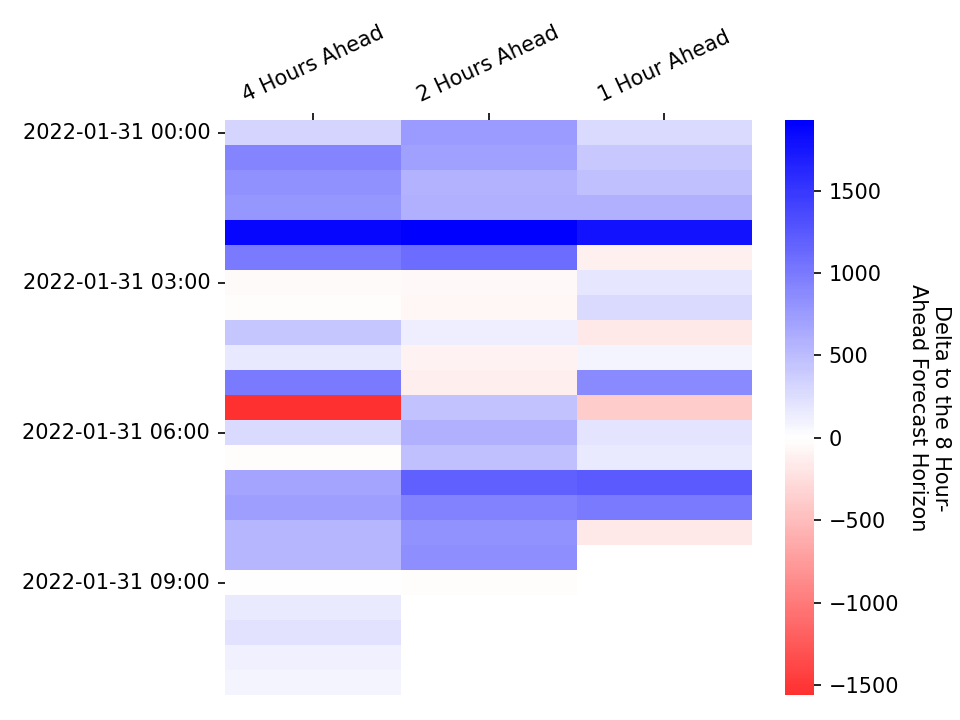 4 Hours Ahead
2 Hours Ahead
1 Hour Ahead
2022-01-31 00:00
2022-01-31 03:00
2022-01-31 06:00
2022-01-31 09:00
1500
1000
500
0
−500
−1000
−1500
Delta to the 8 Hour-
Ahead Forecast Horizon